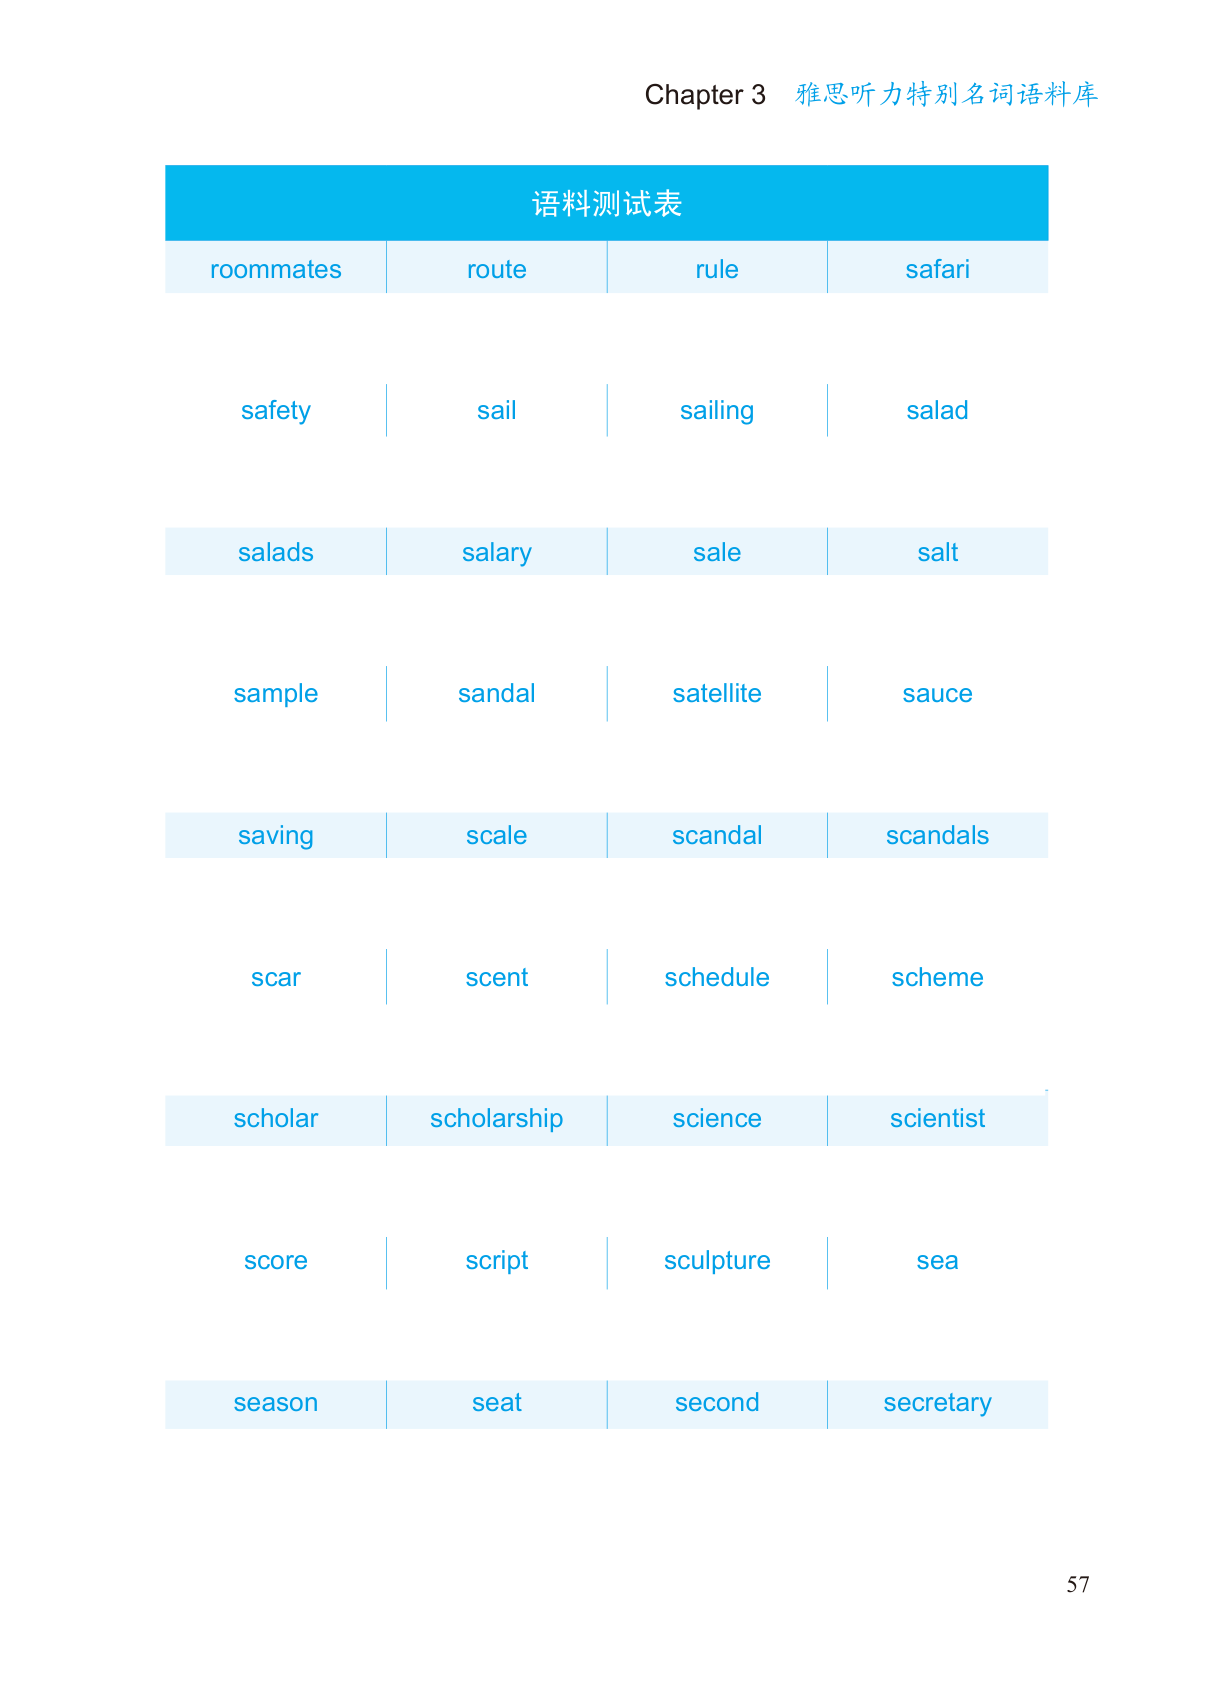 Chapter 3 雅思听力特别名词语料库
语料测试表
roommates route rule safari
safety sail sailing salad
salads salary sale salt
sample sandal satellite sauce
saving scale scandal scandals
scar scent schedule scheme
scholar scholarship science scientist
score script sculpture sea
season seat second secretary
57